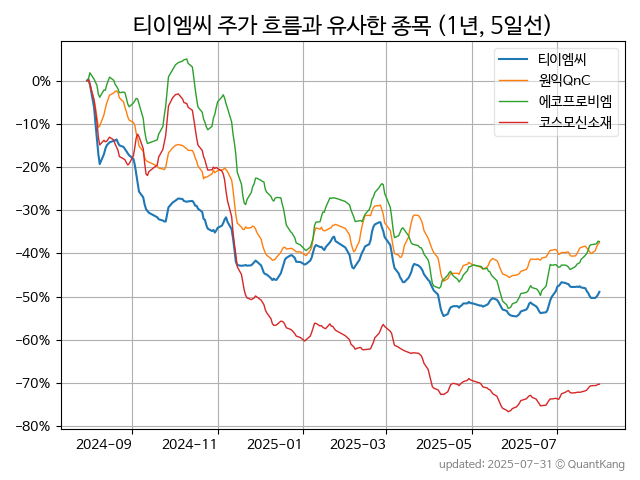 티이엠씨 주가 흐름과 유사한 종목 (1년, 5일선)
티이엠씨
원익QnC
에코프로비엠
코스모신소재
0%
−10%
−20%
−30%
−40%
−50%
−60%
−70%
−80%
2024-09 2024-11 2025-01 2025-03 2025-05 2025-07
updated: 2025-07-31 © QuantKang